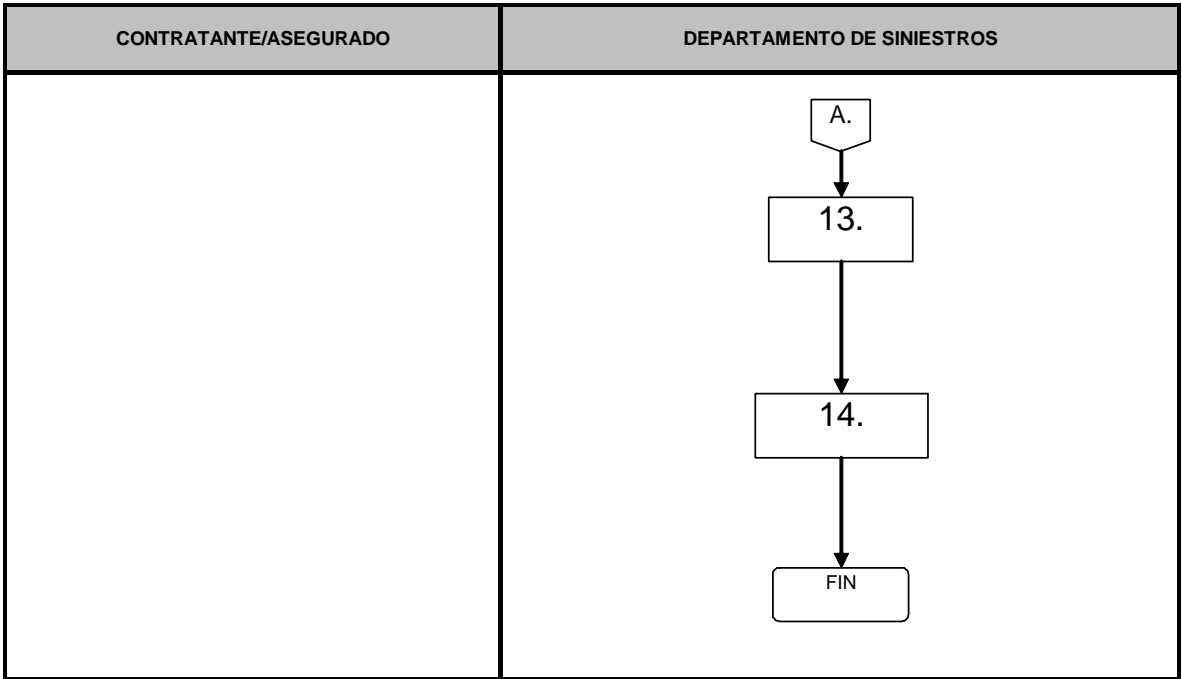 CONTRATANTE/ASEGURADO
DEPARTAMENTO DE SINIESTROS
A.
13.
14.
FIN